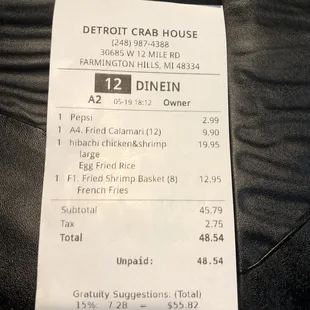 DETROIT CRAB HOUSE
(248) 987-4388
30685 W 12 MILE RD
FARMINGTON HILLS, MI 48334
12 DINEIN
A2 05-19 18:12 Owner
1 Pepsi 2.99
1 A4. Fried Calamari (12) 9.90
1 hibachi chicken&shrimp 19.95
large
Egg Fried Rice
1 F1. Fried Shrimp Basket (8) 12.95
French Fries
Subtotal 45.79
Tax 2.75
Total 48.54
Unpaid: 48.54
Gratuity Suggestions: (Total)
15% 7.28 = $55.82